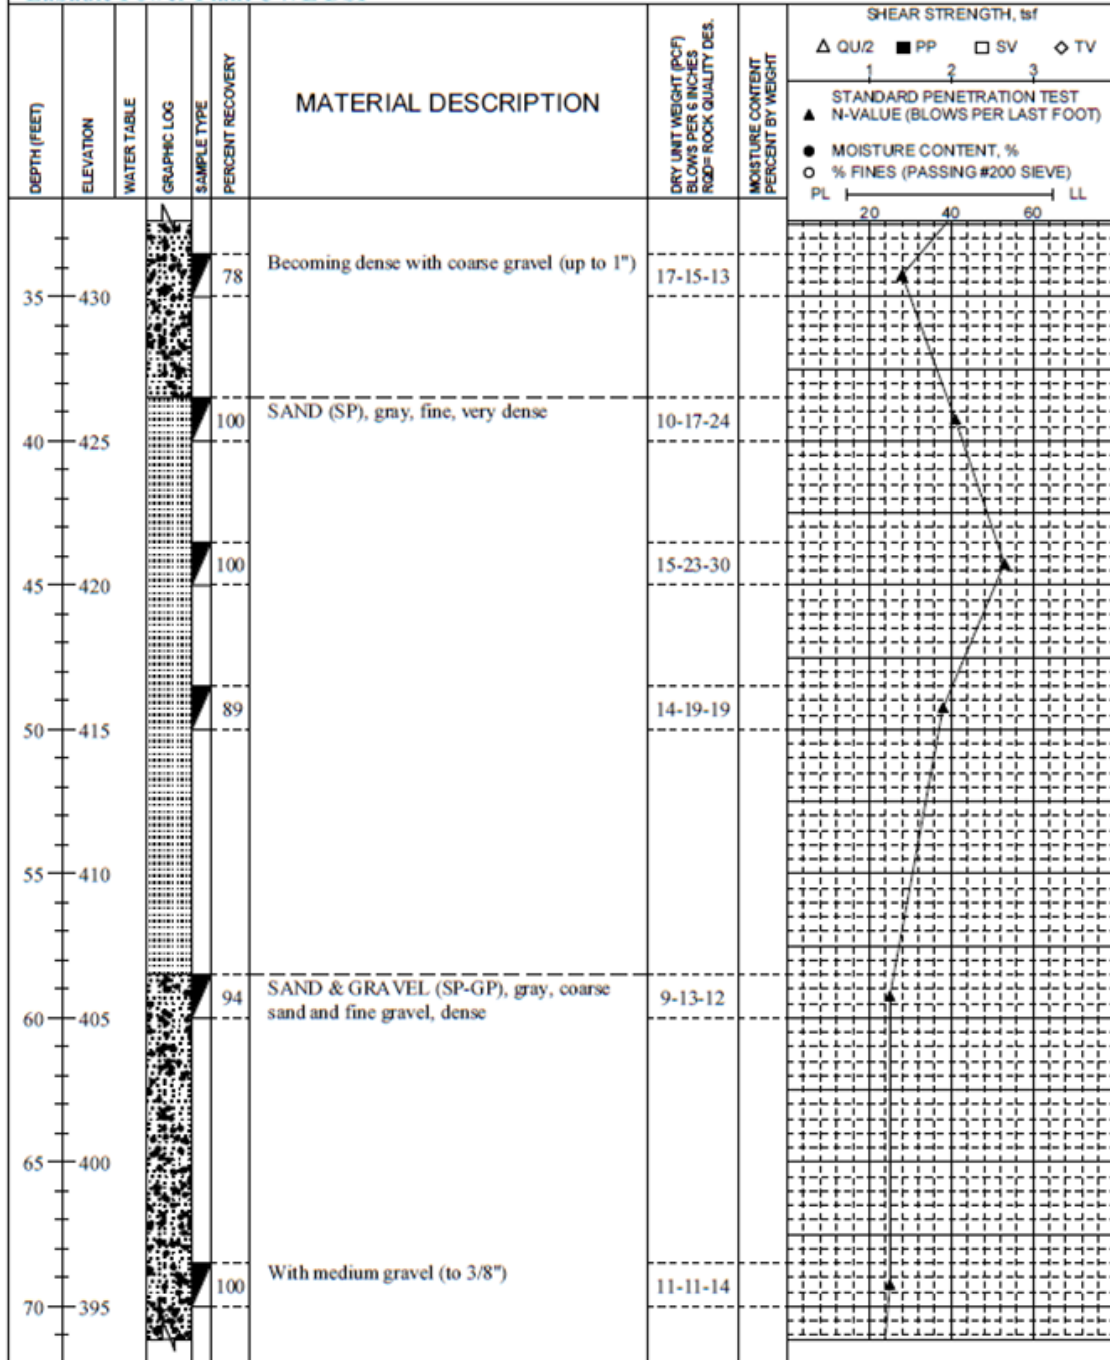 SHEAR STRENGTH, tsf
△ QU/2 ■ PP □ SV ◇ TV
1 2 3
STANDARD PENETRATION TEST
▲ N-VALUE (BLOWS PER LAST FOOT)
● MOISTURE CONTENT, %
○ % FINES (PASSING #200 SIEVE)
PL LL
20 40 60
DEPTH (FEET)
ELEVATION
WATER TABLE
GRAPHIC LOG
SAMPLE TYPE
PERCENT RECOVERY
MATERIAL DESCRIPTION
DRY UNIT WEIGHT (PCF)
BLOWS PER 6 INCHES
RQD= ROCK QUALITY DES.
MOISTURE CONTENT
PERCENT BY WEIGHT
78 Becoming dense with coarse gravel (up to 1") 17-15-13
35 430
100 SAND (SP), gray, fine, very dense 10-17-24
40 425
100 15-23-30
45 420
89 14-19-19
50 415
55 410
94 SAND & GRAVEL (SP-GP), gray, coarse 9-13-12
sand and fine gravel, dense
60 405
65 400
100 With medium gravel (to 3/8") 11-11-14
70 395